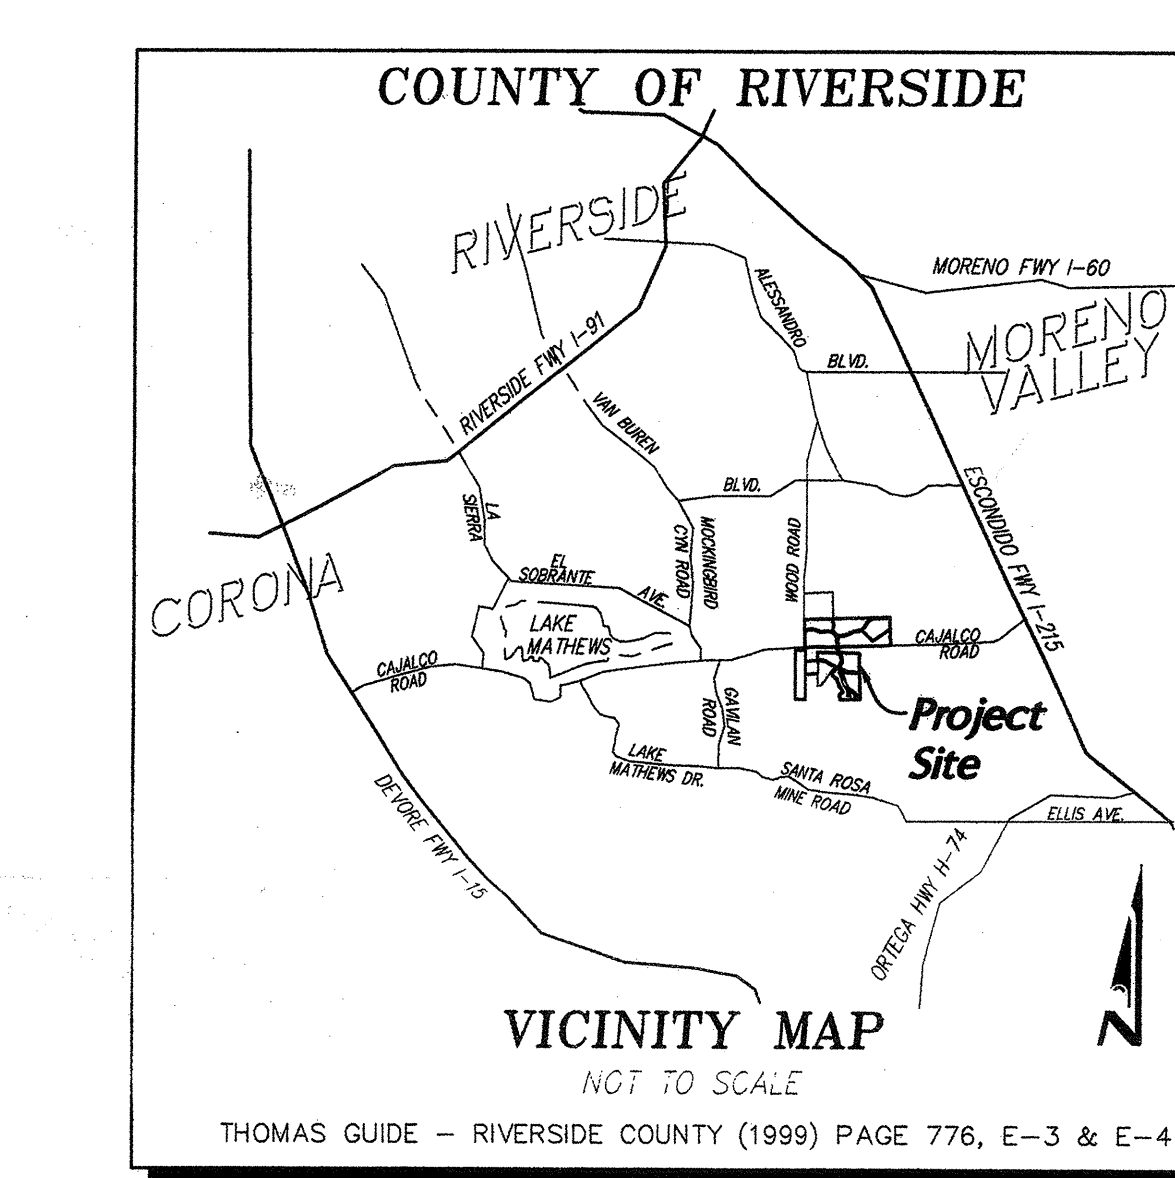 COUNTY OF RIVERSIDE
RIVERSIDE
MORENO FWY I-60
ALESSANDRO
BLVD.
MORENO
VALLEY
RIVERSIDE FWY I-91
VAN BUREN
BLVD.
LA
SIERRA
MOCKINGBIRD
CYN ROAD
WOOD ROAD
ESCONDIDO FWY I-215
CORONA
EL
SOBRANTE
AVE.
LAKE
MATHEWS
CAJALCO
ROAD
CAJALCO
ROAD
GAVILAN
ROAD
Project
Site
LAKE
MATHEWS DR.
SANTA ROSA
MINE ROAD
ELLIS AVE.
DEVORE FWY I-15
ORTEGA HWY H-74
N
VICINITY MAP
NOT TO SCALE
THOMAS GUIDE - RIVERSIDE COUNTY (1999) PAGE 776, E-3 & E-4